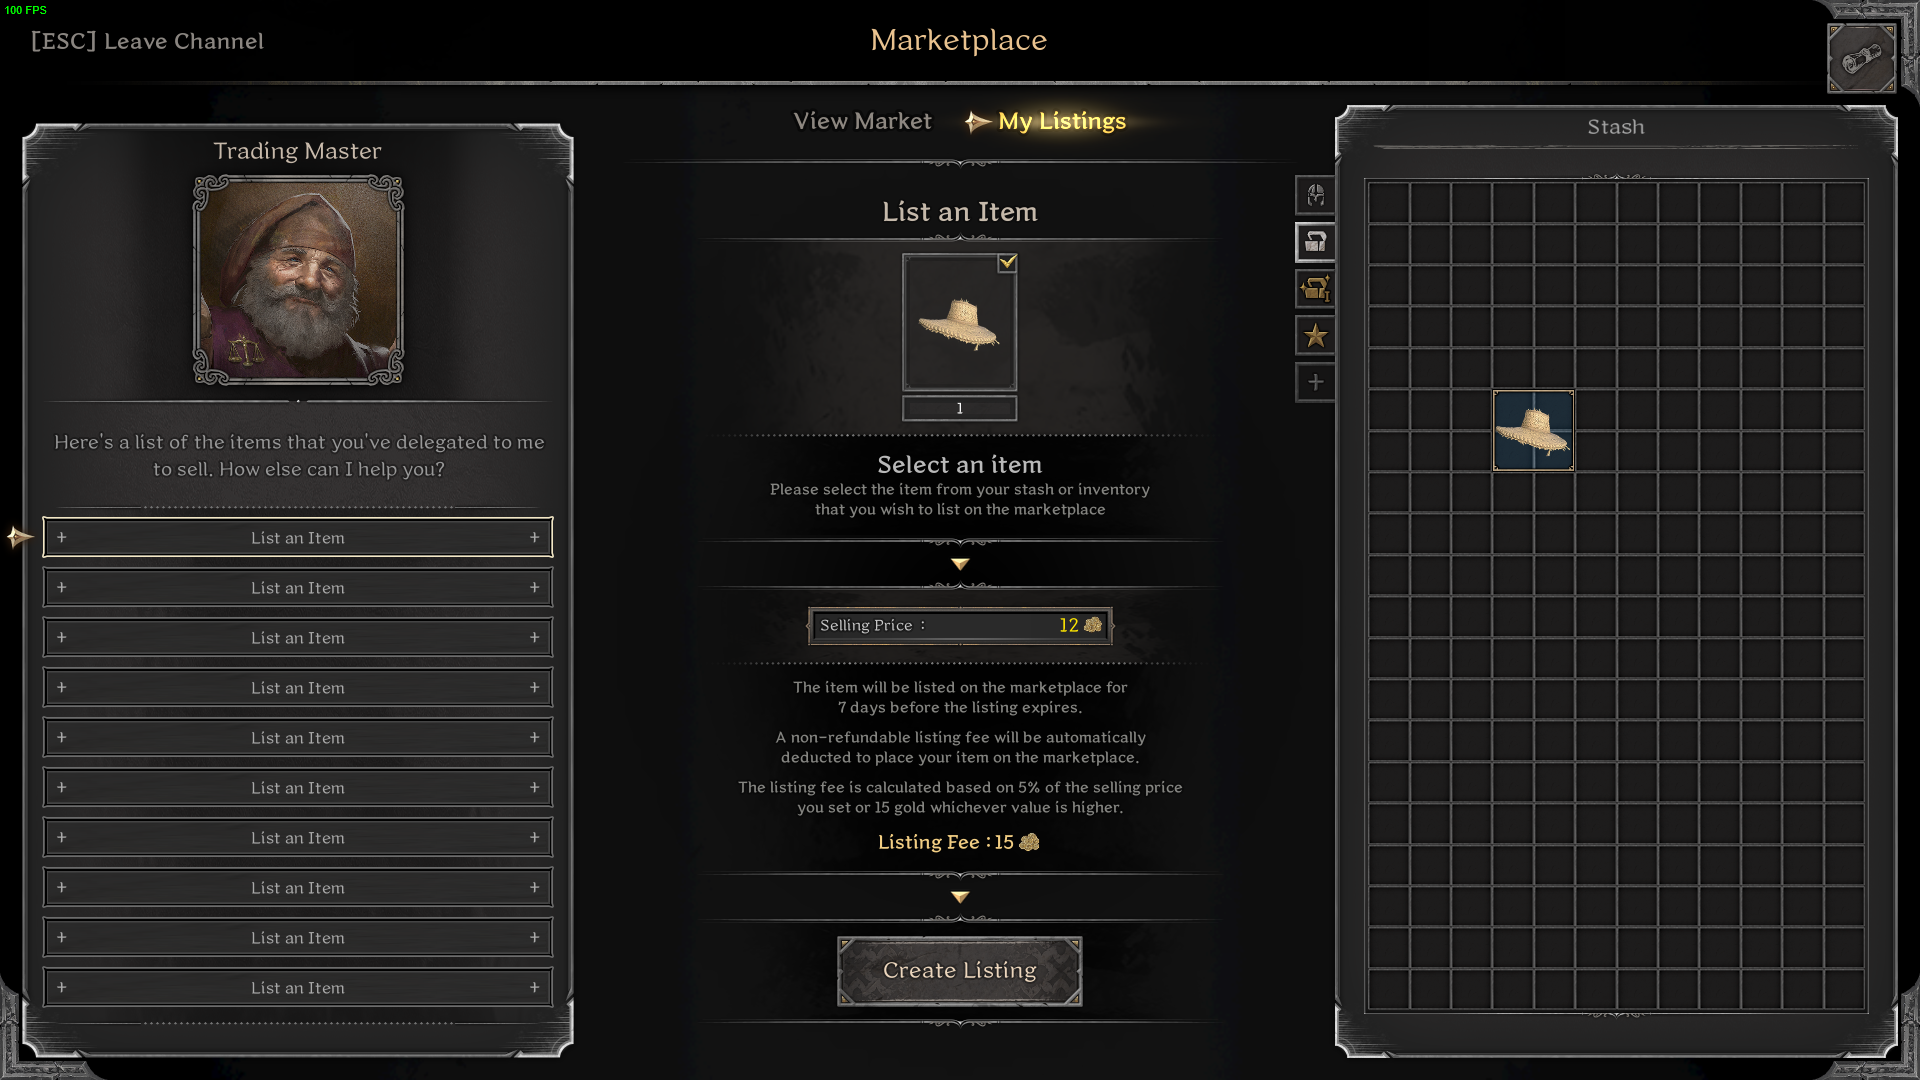 100 FPS
[ESC] Leave Channel
Marketplace
View Market
My Listings
Trading Master
Here's a list of the items that you've delegated to me
to sell. How else can I help you?
+ List an Item +
+ List an Item +
+ List an Item +
+ List an Item +
+ List an Item +
+ List an Item +
+ List an Item +
+ List an Item +
+ List an Item +
+ List an Item +
List an Item
1
Select an item
Please select the item from your stash or inventory
that you wish to list on the marketplace
Selling Price : 12
The item will be listed on the marketplace for
7 days before the listing expires.
A non-refundable listing fee will be automatically
deducted to place your item on the marketplace.
The listing fee is calculated based on 5% of the selling price
you set or 15 gold whichever value is higher.
Listing Fee : 15
Create Listing
Stash
I
+